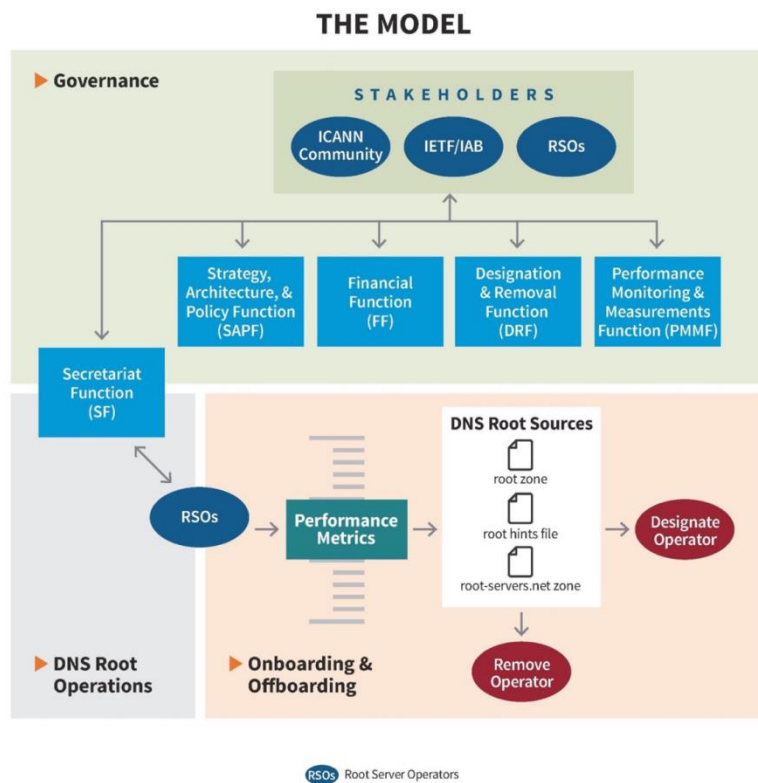 THE MODEL
Governance
STAKEHOLDERS
ICANN
Community
IETF/IAB
RSOs
Strategy,
Architecture, &
Policy Function
(SAPF)
Financial
Function
(FF)
Designation
& Removal
Function
(DRF)
Performance
Monitoring &
Measurements
Function (PMMF)
Secretariat
Function
(SF)
RSOs
Performance
Metrics
DNS Root Sources
root zone
root hints file
root-servers.net zone
Designate
Operator
Remove
Operator
DNS Root
Operations
Onboarding &
Offboarding
RSOs Root Server Operators